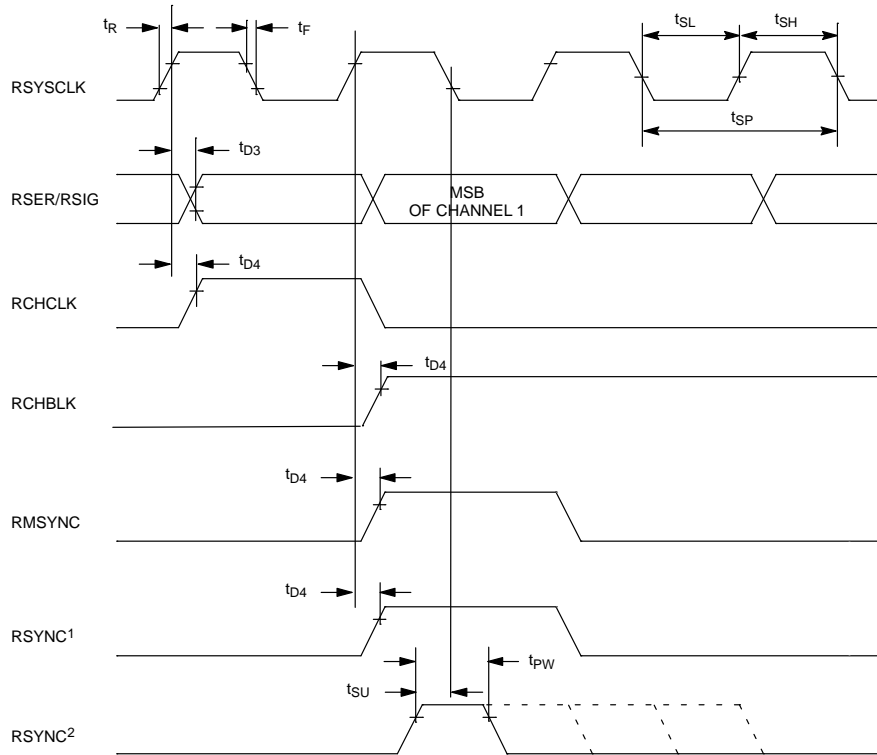 tR
tF
tSL
tSH
RSYSCLK
tSP
tD3
RSER/RSIG
MSB
OF CHANNEL 1
tD4
RCHCLK
tD4
RCHBLK
tD4
RMSYNC
tD4
RSYNC1
tPW
tSU
RSYNC2